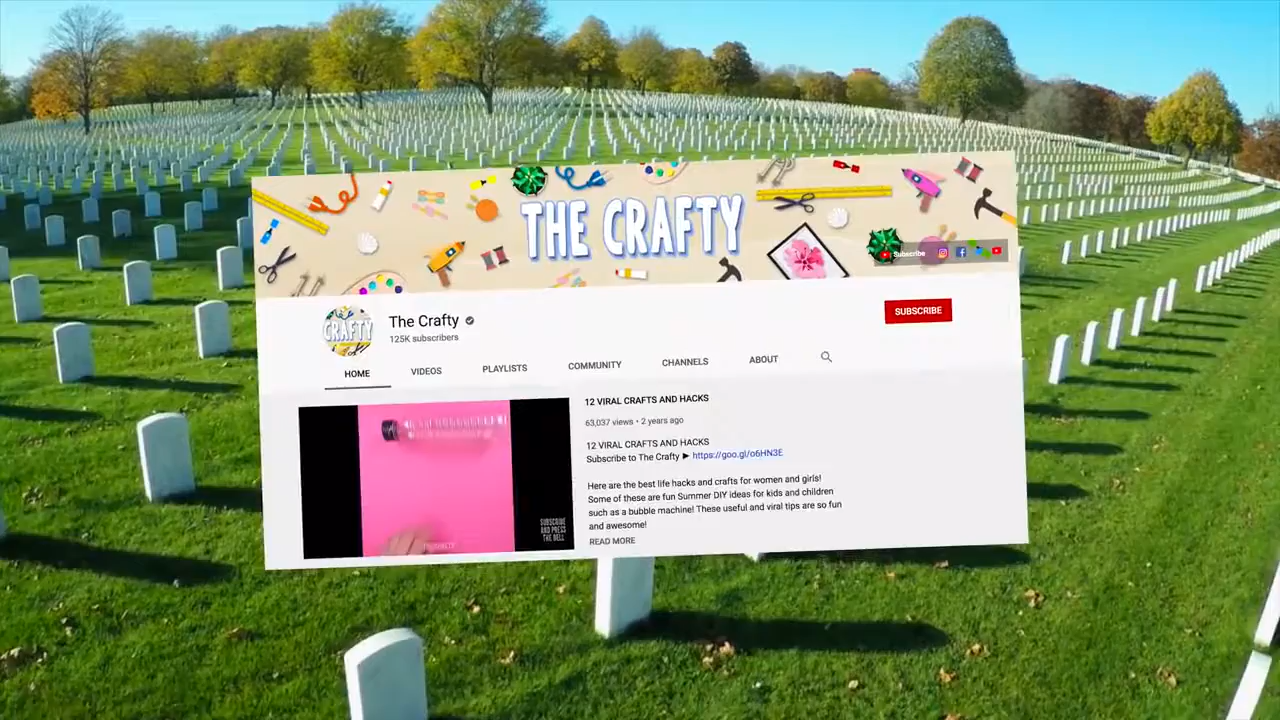 THE CRAFTY
Subscribe
CRAFTY
The Crafty
125K subscribers
SUBSCRIBE
HOME VIDEOS PLAYLISTS COMMUNITY CHANNELS ABOUT
12 VIRAL CRAFTS AND HACKS
63,037 views • 2 years ago
12 VIRAL CRAFTS AND HACKS
Subscribe to The Crafty ► https://goo.gl/o6HN3E
Here are the best life hacks and crafts for women and girls!
Some of these are fun Summer DIY ideas for kids and children
such as a bubble machine! These useful and viral tips are so fun
and awesome!
READ MORE
SUBSCRIBE
AND PRESS
THE BELL